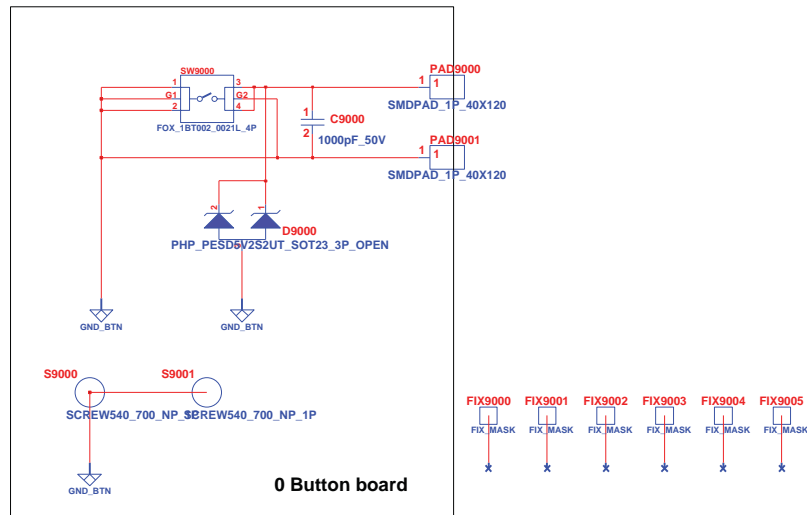 SW9000
1 3
G1 G2
2 4
FOX_1BT002_0021L_4P
PAD9000
1 1
SMDPAD_1P_40X120
1
C9000
2
1000pF_50V
PAD9001
1 1
SMDPAD_1P_40X120
2 1
D9000
PHP_PESD5V2S2UT_SOT23_3P_OPEN
GND_BTN GND_BTN
S9000 S9001
SCREW540_700_NP_1P SCREW540_700_NP_1P
GND_BTN
0 Button board
FIX9000 FIX9001 FIX9002 FIX9003 FIX9004 FIX9005
FIX_MASK FIX_MASK FIX_MASK FIX_MASK FIX_MASK FIX_MASK